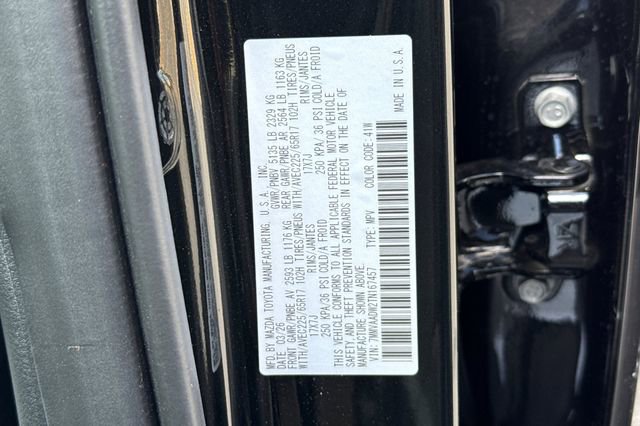 MFD. BY MAZDA TOYOTA MANUFACTURING, U.S.A., INC.
DATE 03/26 GVWR/PNBV 5135 LB 2329 KG
FRONT GAWR/PNBE AV 2593 LB 1176 KG REAR GAWR/PNBE AR 2564 LB 1163 KG
WITH/AVEC225/65R17 102H TIRES/PNEUS WITH/AVEC225/65R17 102H TIRES/PNEUS
17X7J RIMS/JANTES 17X7J RIMS/JANTES
250 KPA/36 PSI COLD/A FROID 250 KPA/36 PSI COLD/A FROID
THIS VEHICLE CONFORMS TO ALL APPLICABLE FEDERAL MOTOR VEHICLE
SAFETY, AND THEFT PREVENTION STANDARDS IN EFFECT ON THE DATE OF
MANUFACTURE SHOWN ABOVE.
VIN: 7MMVAADW2TN167457 TYPE: MPV COLOR CODE: 41W
MADE IN U.S.A.